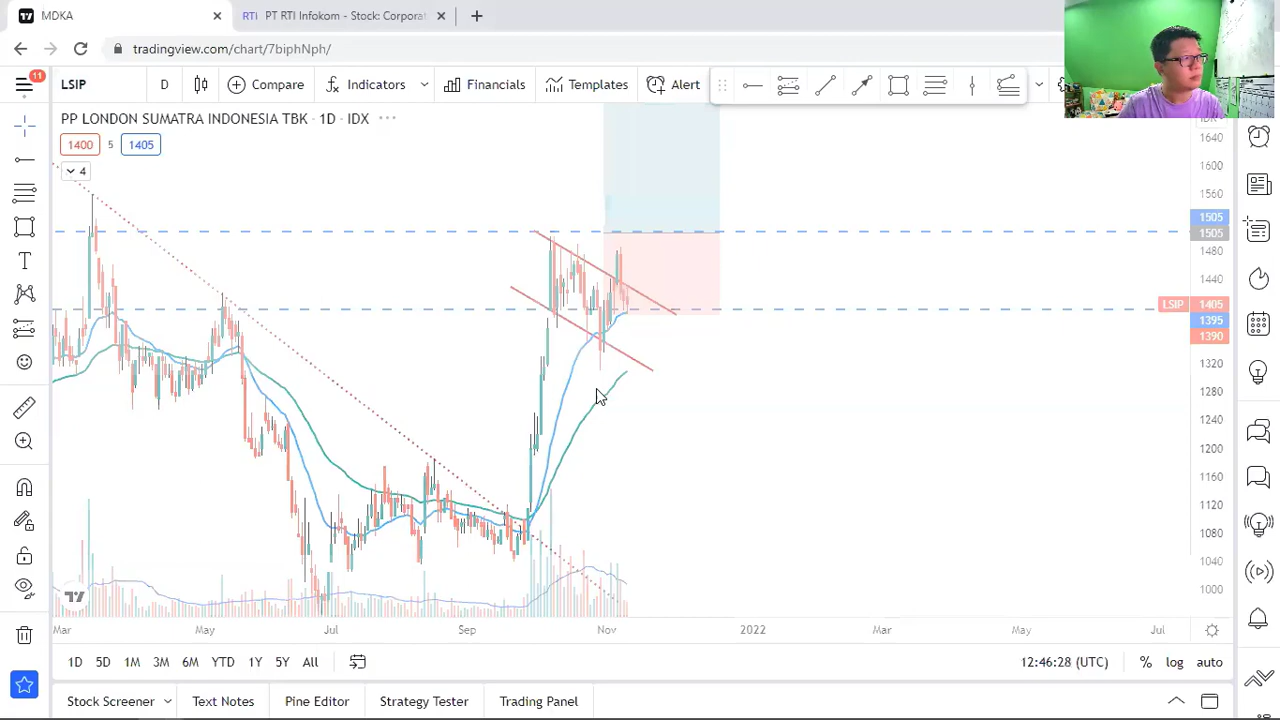 MDKA
RTI PT RTI Infokom - Stock: Corporat
tradingview.com/chart/7biphNph/
11
LSIP D Compare Indicators Financials Templates Alert
PP LONDON SUMATRA INDONESIA TBK · 1D · IDX
1400 5 1405
4
1640
1600
1560
1505
1505
1480
1440
LSIP 1405
1395
1390
1320
1280
1240
1200
1160
1120
1080
1040
1000
Mar May Jul Sep Nov 2022 Mar May Jul
1D 5D 1M 3M 6M YTD 1Y 5Y All 12:46:28 (UTC) % log auto
Stock Screener Text Notes Pine Editor Strategy Tester Trading Panel